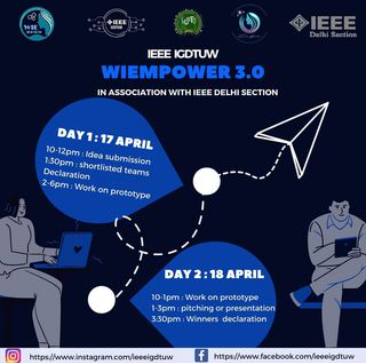 WIE
IEEE
IEEE
Delhi Section
IEEE IGDTUW
WIEMPOWER 3.0
IN ASSOCIATION WITH IEEE DELHI SECTION
DAY 1 : 17 APRIL
10-12pm : Idea submission
1:30pm : shortlisted teams
Declaration
2-6pm : Work on prototype
DAY 2 : 18 APRIL
10-1pm : Work on prototype
1-3pm : pitching or presentation
3:30pm : Winners declaration
https://www.instagram.com/ieeeigdtuw
https://www.facebook.com/ieeeigdtuw